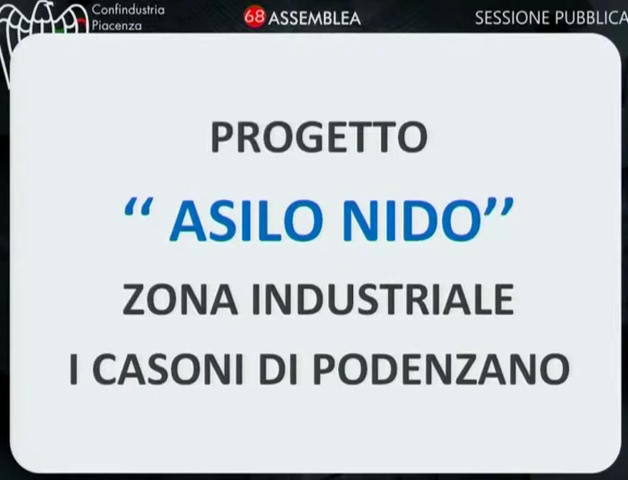 Confindustria
Piacenza
68 ASSEMBLEA
SESSIONE PUBBLICA
PROGETTO
“ ASILO NIDO”
ZONA INDUSTRIALE
I CASONI DI PODENZANO